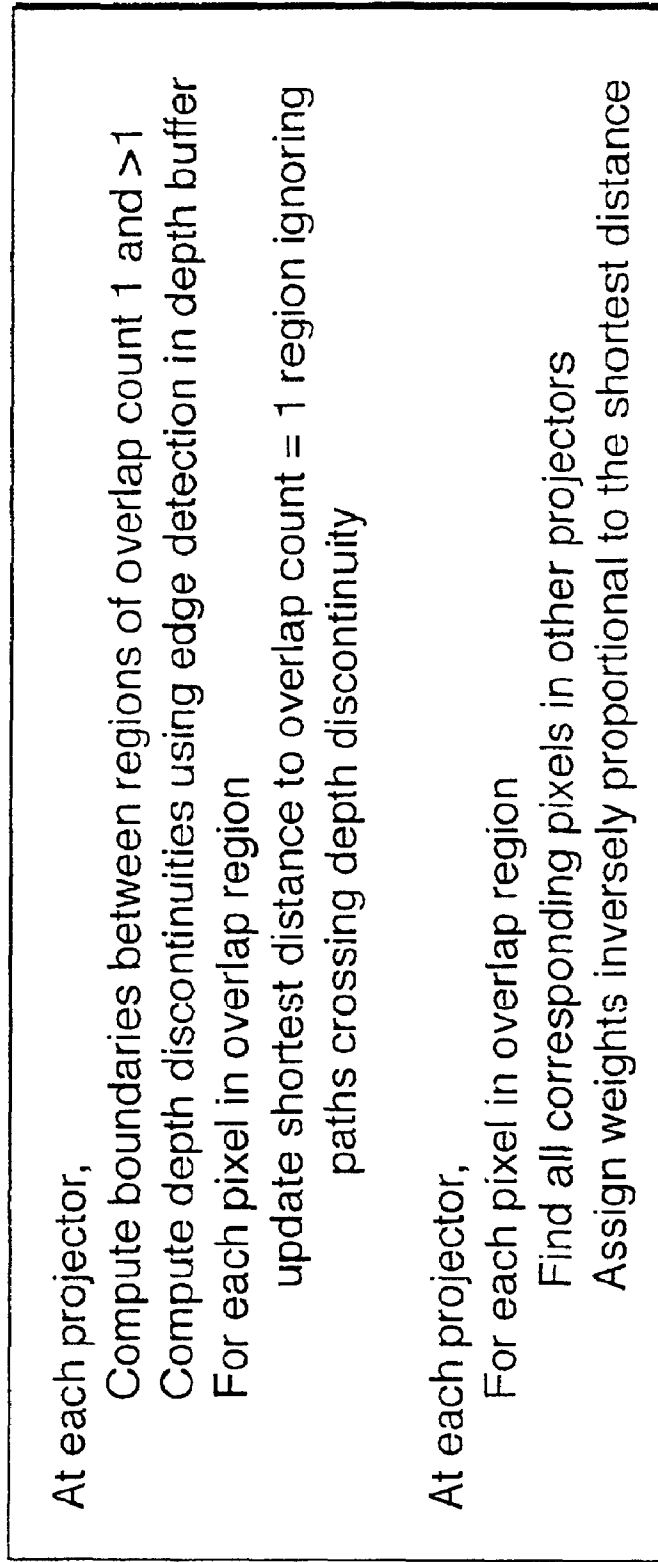 At each projector,
Compute boundaries between regions of overlap count 1 and >1
Compute depth discontinuities using edge detection in depth buffer
For each pixel in overlap region
update shortest distance to overlap count = 1 region ignoring
paths crossing depth discontinuity
At each projector,
For each pixel in overlap region
Find all corresponding pixels in other projectors
Assign weights inversely proportional to the shortest distance